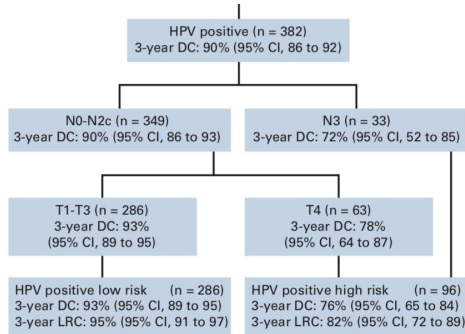 HPV positive (n = 382)
3-year DC: 90% (95% CI, 86 to 92)
N0-N2c (n = 349)
3-year DC: 90% (95% CI, 86 to 93)
N3 (n = 33)
3-year DC: 72% (95% CI, 52 to 85)
T1-T3 (n = 286)
3-year DC: 93%
(95% CI, 89 to 95)
T4 (n = 63)
3-year DC: 78%
(95% CI, 64 to 87)
HPV positive low risk (n = 286)
3-year DC: 93% (95% CI, 89 to 95)
3-year LRC: 95% (95% CI, 91 to 97)
HPV positive high risk (n = 96)
3-year DC: 76% (95% CI, 65 to 84)
3-year LRC: 82% (95% CI, 72 to 89)